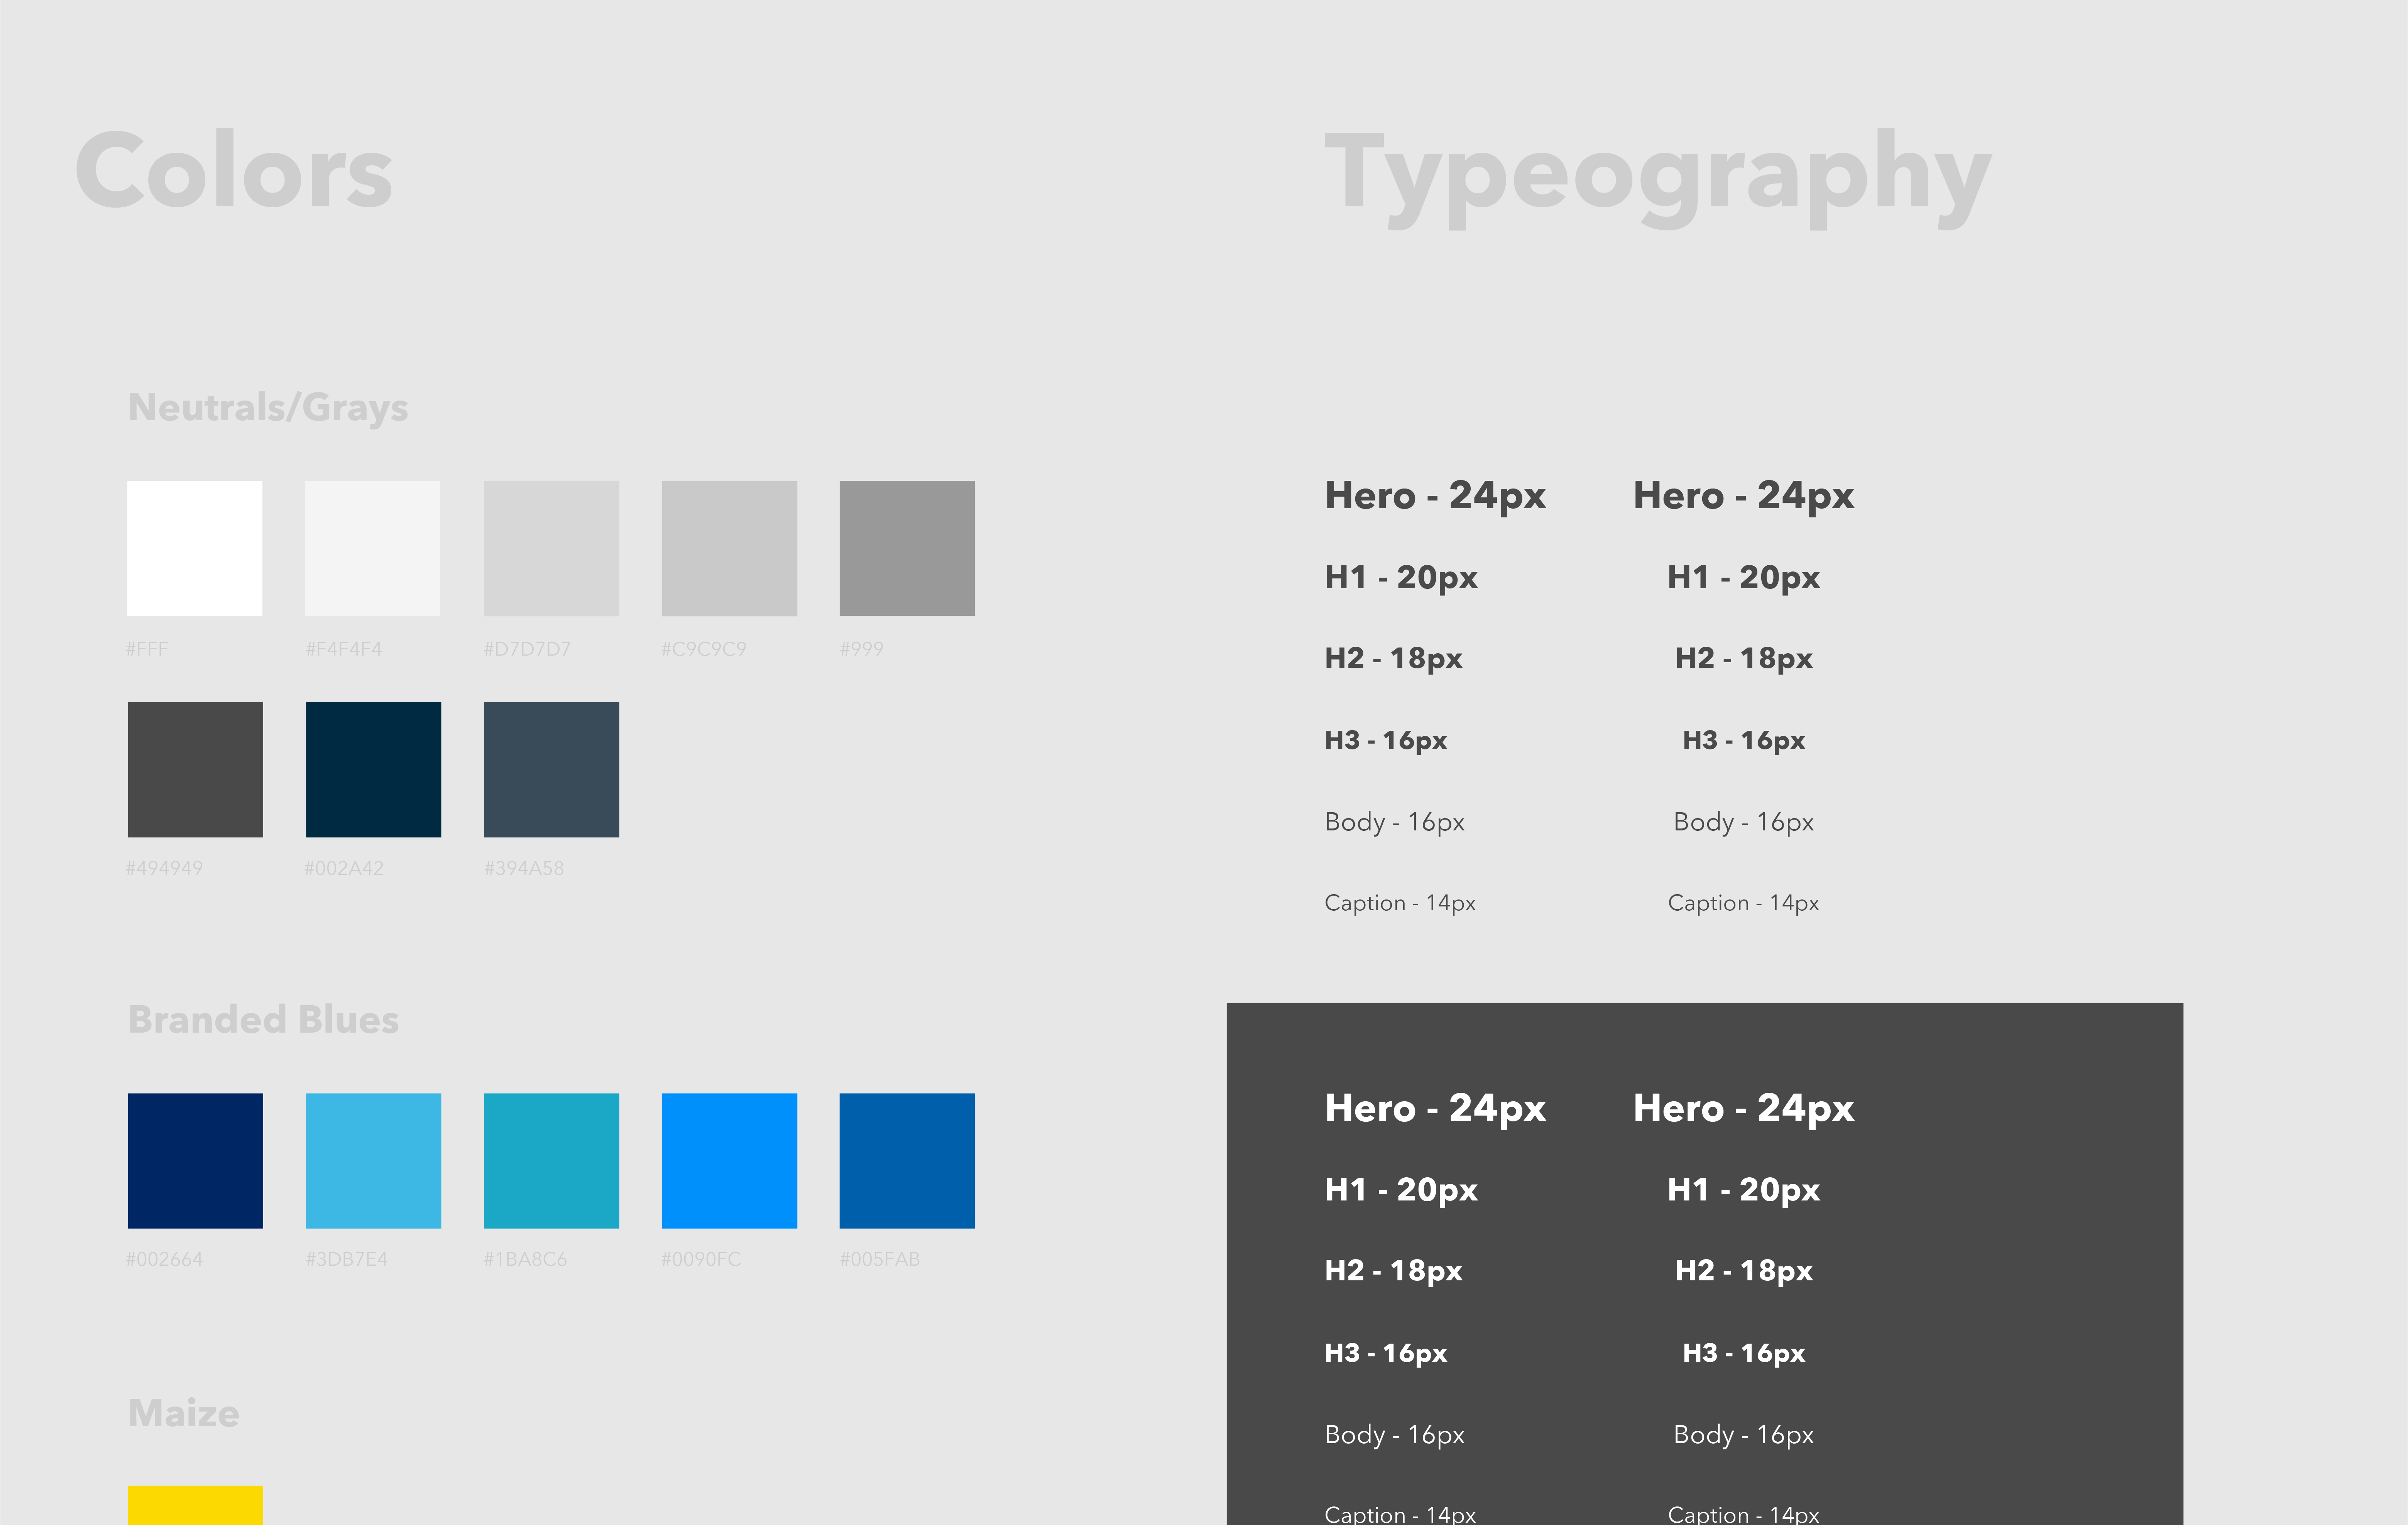 Colors
Neutrals/Grays
#FFF #F4F4F4 #D7D7D7 #C9C9C9 #999
#494949 #002A42 #394A58
Branded Blues
#002664 #3DB7E4 #1BA8C6 #0090FC #005FAB
Maize
Typeography
Hero - 24px Hero - 24px
H1 - 20px H1 - 20px
H2 - 18px H2 - 18px
H3 - 16px H3 - 16px
Body - 16px Body - 16px
Caption - 14px Caption - 14px
Hero - 24px Hero - 24px
H1 - 20px H1 - 20px
H2 - 18px H2 - 18px
H3 - 16px H3 - 16px
Body - 16px Body - 16px
Caption - 14px Caption - 14px